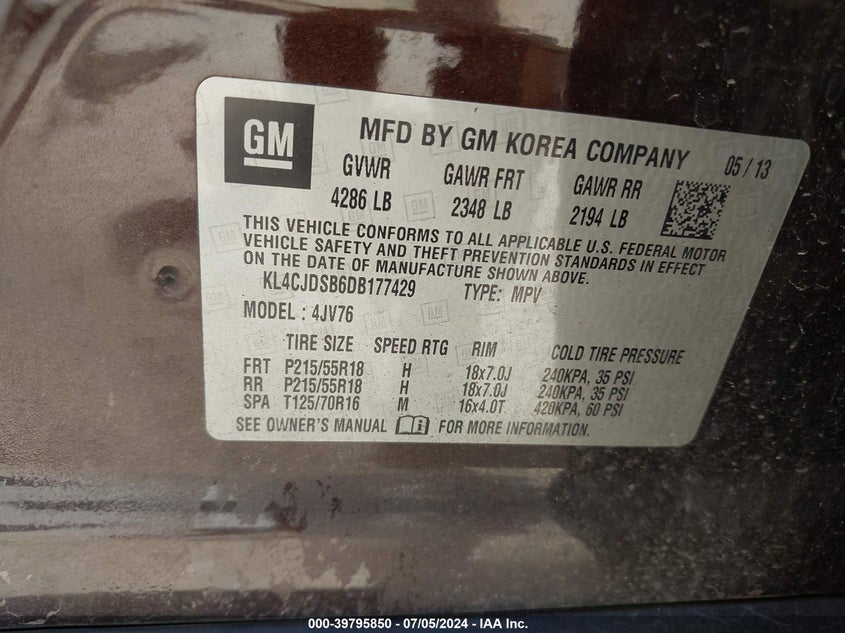 GM
MFD BY GM KOREA COMPANY 05 / 13
GVWR GAWR FRT GAWR RR
4286 LB 2348 LB 2194 LB
THIS VEHICLE CONFORMS TO ALL APPLICABLE U.S. FEDERAL MOTOR
VEHICLE SAFETY AND THEFT PREVENTION STANDARDS IN EFFECT
ON THE DATE OF MANUFACTURE SHOWN ABOVE.
KL4CJDSB6DB177429 TYPE: MPV
MODEL : 4JV76
TIRE SIZE SPEED RTG RIM COLD TIRE PRESSURE
FRT P215/55R18 H 18x7.0J 240KPA, 35 PSI
RR P215/55R18 H 18x7.0J 240KPA, 35 PSI
SPA T125/70R16 M 16x4.0T 420KPA, 60 PSI
SEE OWNER'S MANUAL FOR MORE INFORMATION.
000-39795850 - 07/05/2024 - IAA Inc.